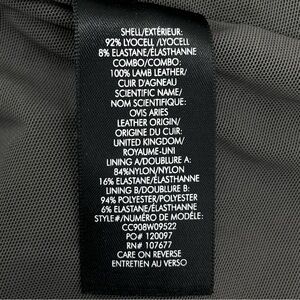 SHELL/EXTÉRIEUR:
92% LYOCELL /LYOCELL
8% ELASTANE/ÉLASTHANNE
COMBO/COMBO:
100% LAMB LEATHER/
CUIR D'AGNEAU
SCIENTIFIC NAME/
NOM SCIENTIFIQUE:
OVIS ARIES
LEATHER ORIGIN/
ORIGINE DU CUIR:
UNITED KINGDOM/
ROYAUME-UNI
LINING A/DOUBLURE A:
84%NYLON/NYLON
16% ELASTANE/ÉLASTHANNE
LINING B/DOUBLURE B:
94% POLYESTER/POLYESTER
6% ELASTANE/ÉLASTHANNE
STYLE#/NUMÉRO DE MODÈLE:
CC908W09522
PO# 120097
RN# 107677
CARE ON REVERSE
ENTRETIEN AU VERSO